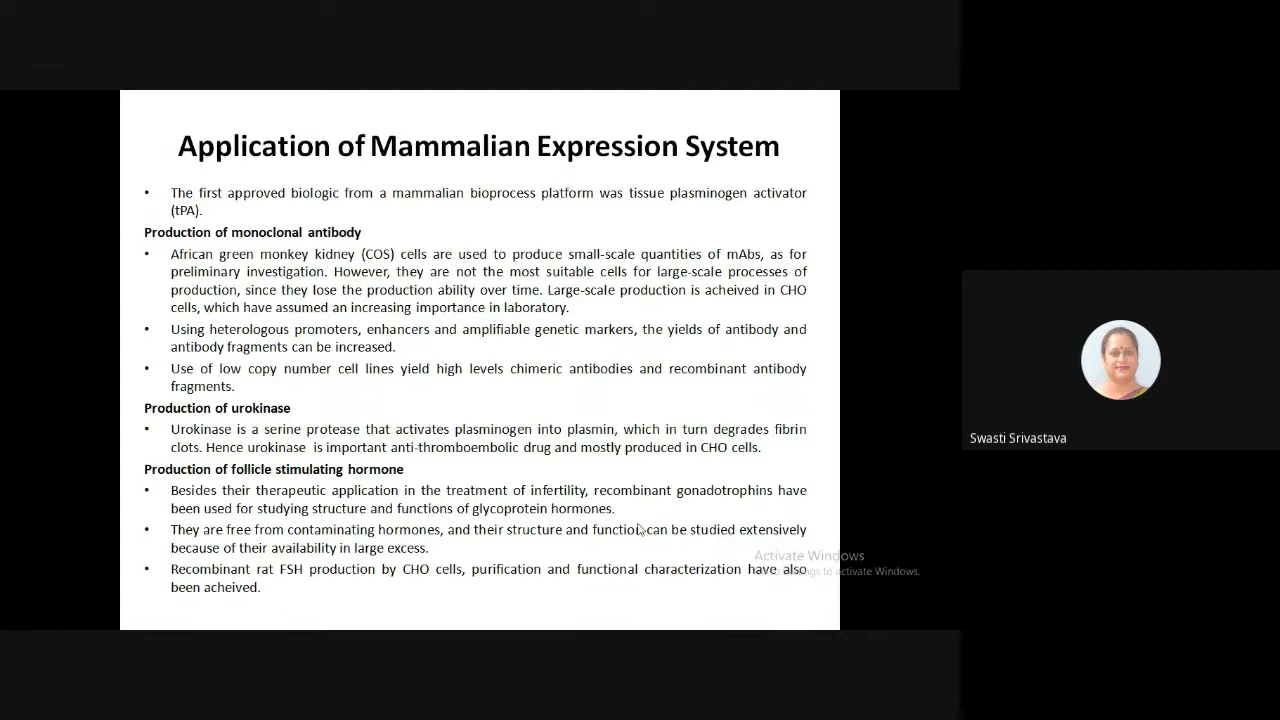 Application of Mammalian Expression System
• The first approved biologic from a mammalian bioprocess platform was tissue plasminogen activator
(tPA).
Production of monoclonal antibody
• African green monkey kidney (COS) cells are used to produce small-scale quantities of mAbs, as for
preliminary investigation. However, they are not the most suitable cells for large-scale processes of
production, since they lose the production ability over time. Large-scale production is acheived in CHO
cells, which have assumed an increasing importance in laboratory.
• Using heterologous promoters, enhancers and amplifiable genetic markers, the yields of antibody and
antibody fragments can be increased.
• Use of low copy number cell lines yield high levels chimeric antibodies and recombinant antibody
fragments.
Production of urokinase
• Urokinase is a serine protease that activates plasminogen into plasmin, which in turn degrades fibrin
clots. Hence urokinase is important anti-thromboembolic drug and mostly produced in CHO cells.
Production of follicle stimulating hormone
• Besides their therapeutic application in the treatment of infertility, recombinant gonadotrophins have
been used for studying structure and functions of glycoprotein hormones.
• They are free from contaminating hormones, and their structure and function can be studied extensively
because of their availability in large excess.
• Recombinant rat FSH production by CHO cells, purification and functional characterization have also
been acheived.
Activate Windows
to activate Windows.
Swasti Srivastava